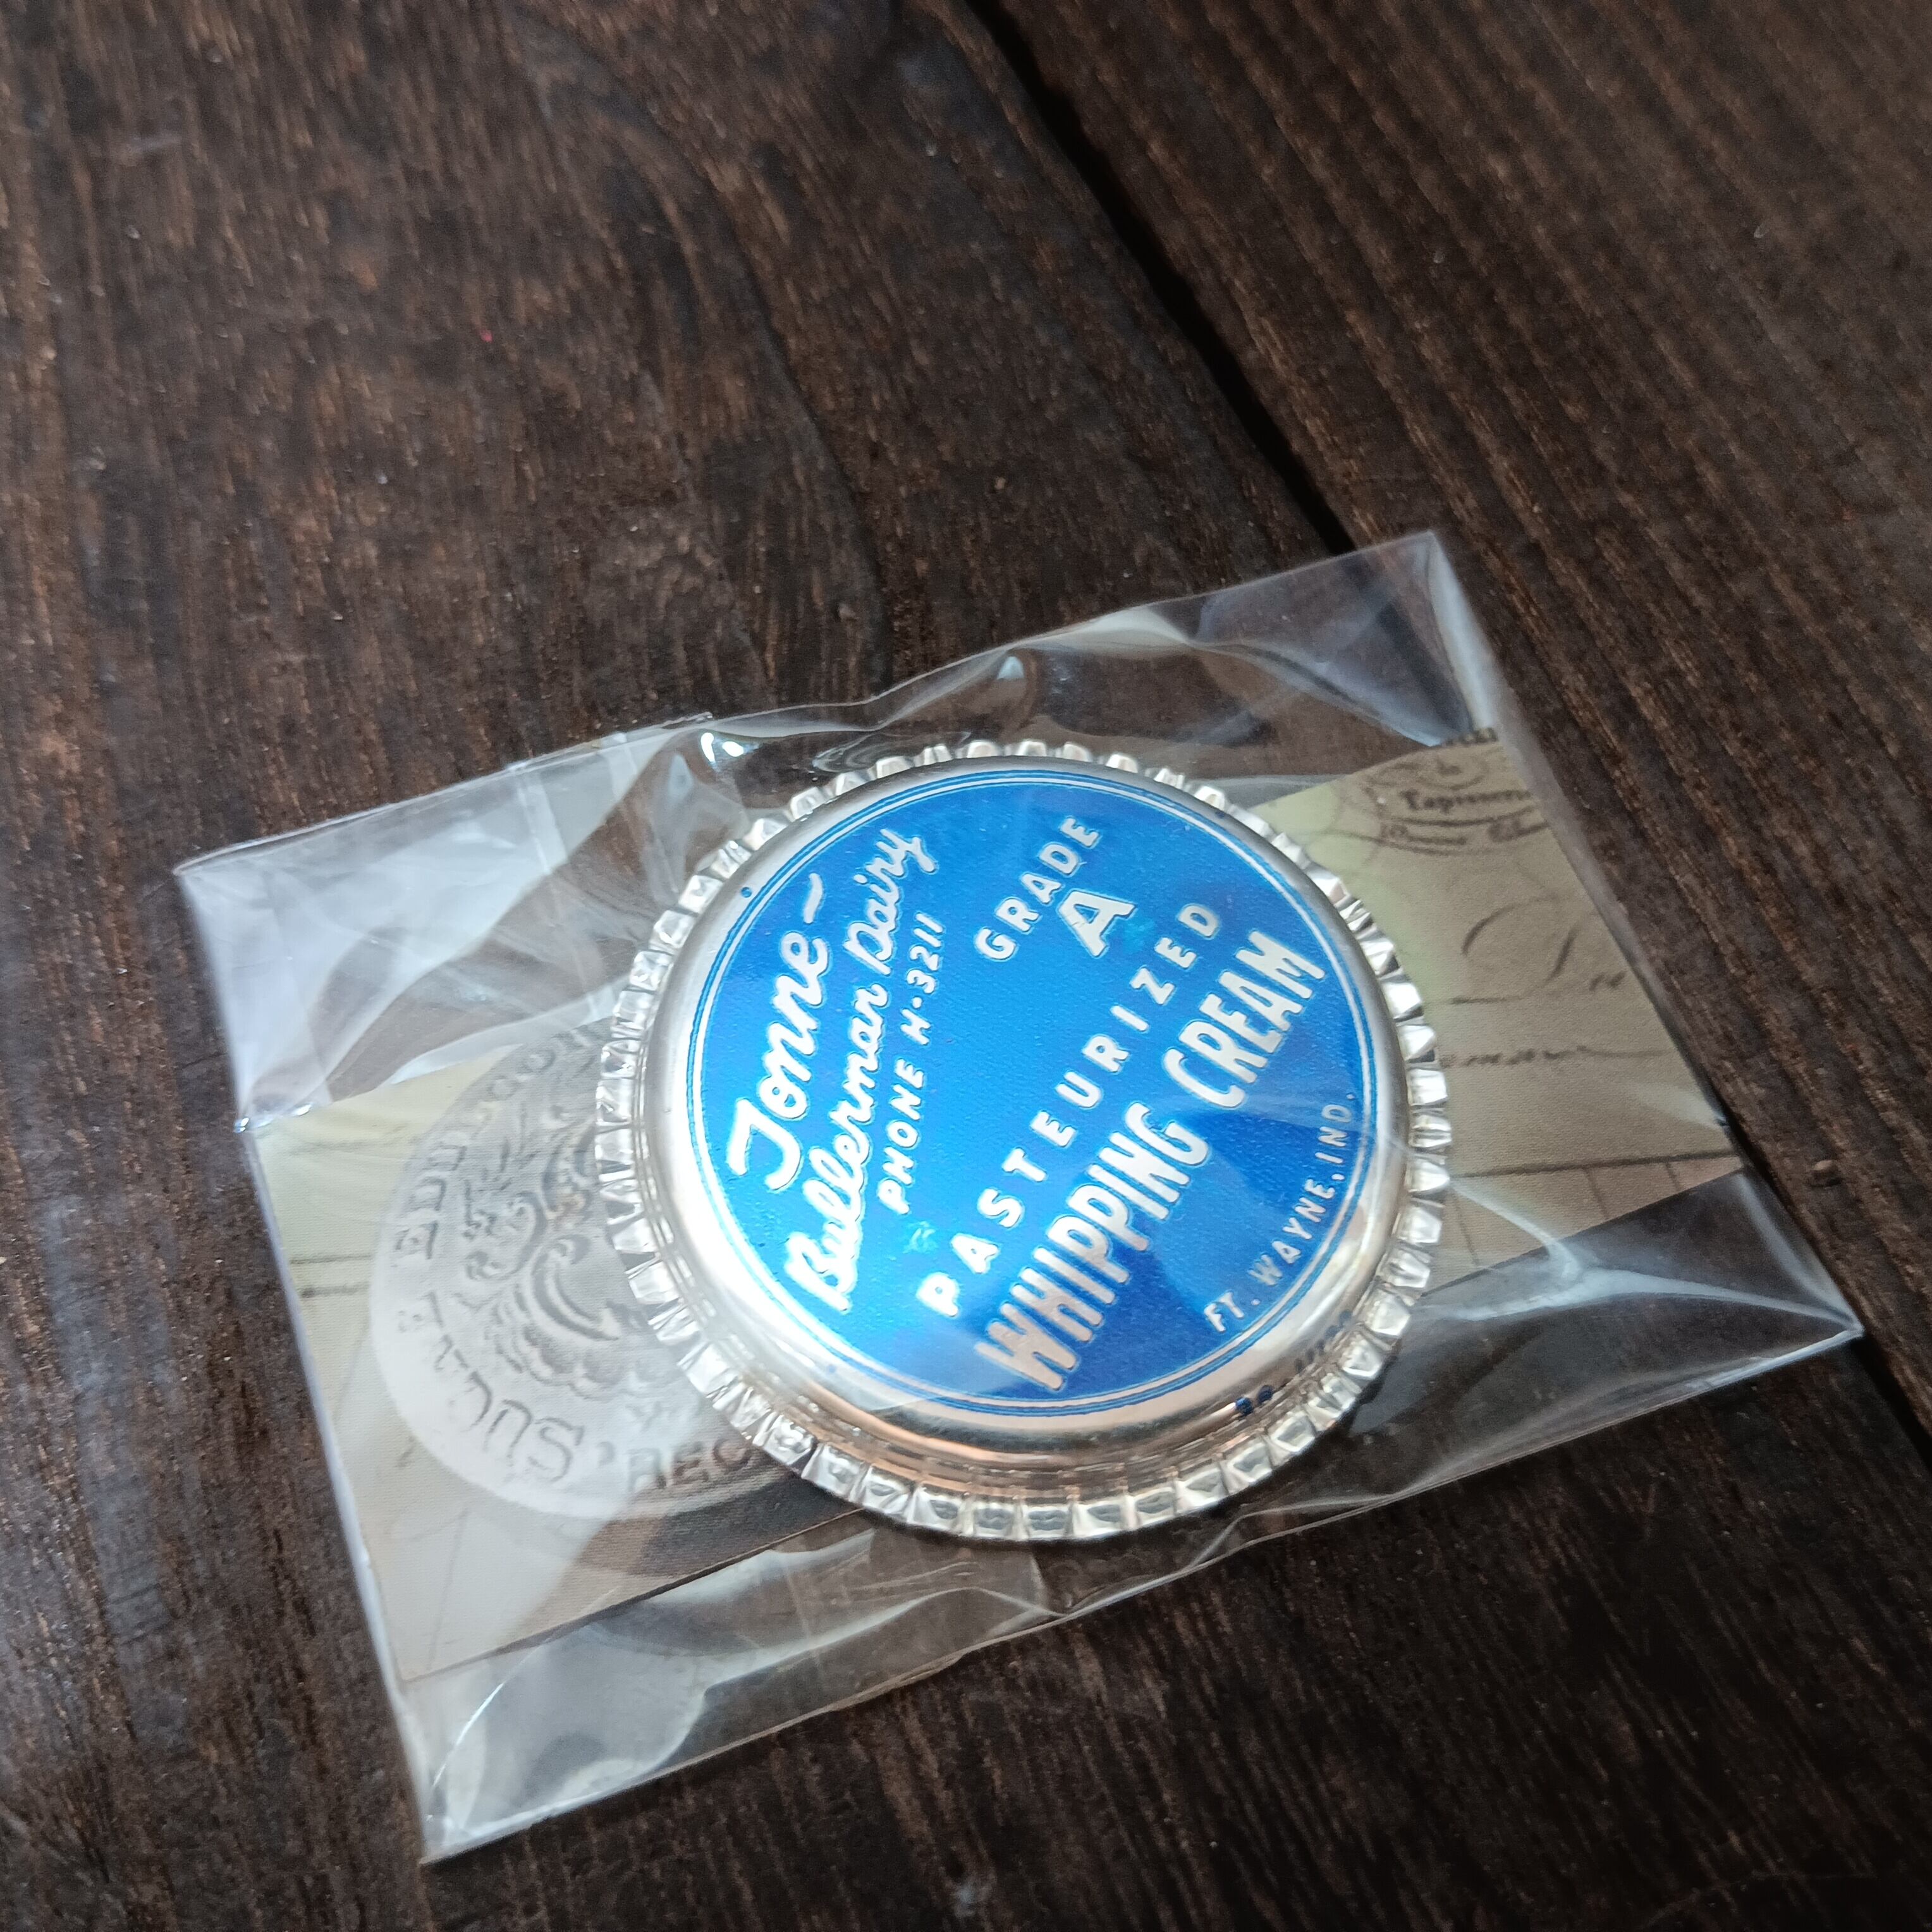 Tonne-
Bullerman Dairy
PHONE H-3211
GRADE
A
PASTEURIZED
WHIPPING CREAM
FT. WAYNE, IND.